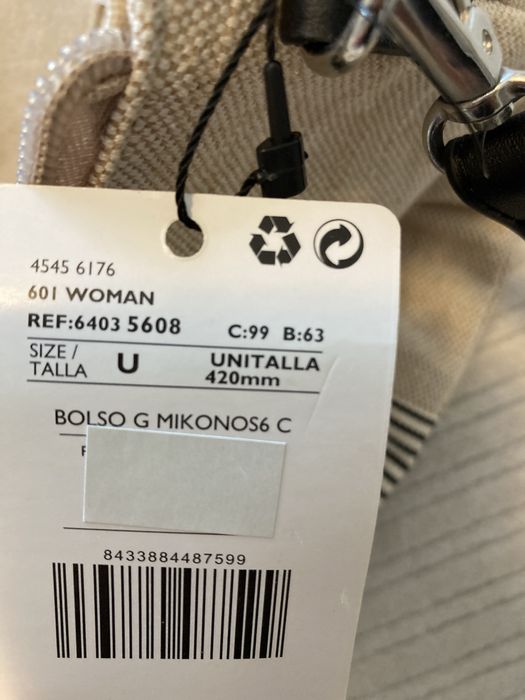 4545 6176
601 WOMAN
REF:6403 5608 C:99 B:63
SIZE / TALLA U UNITALLA
420mm
BOLSO G MIKONOS6 C
8433884487599